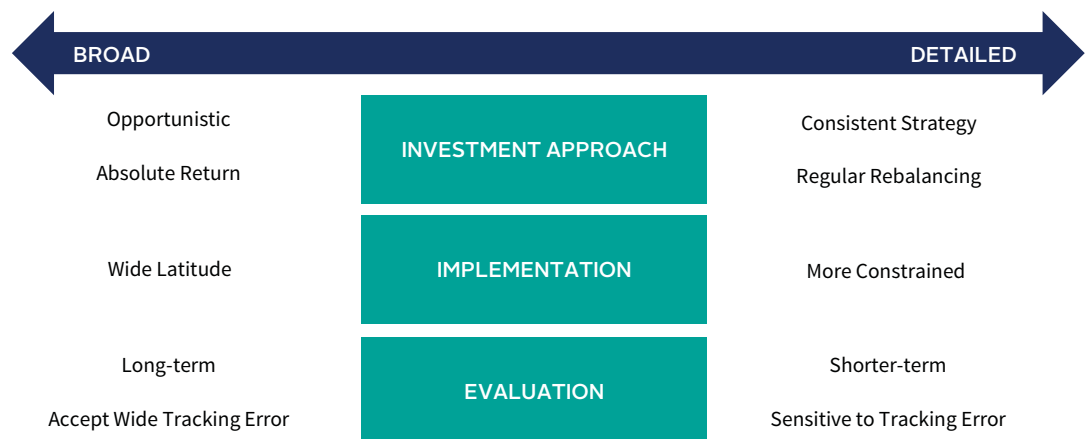 BROAD
DETAILED
Opportunistic
Absolute Return
INVESTMENT APPROACH
Consistent Strategy
Regular Rebalancing
Wide Latitude
IMPLEMENTATION
More Constrained
Long-term
Accept Wide Tracking Error
EVALUATION
Shorter-term
Sensitive to Tracking Error